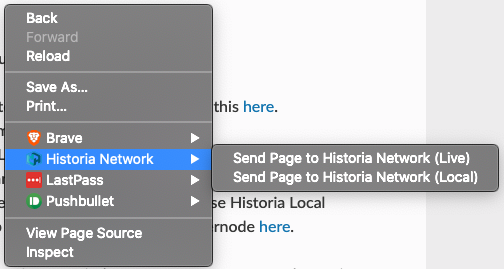 Back
Forward
Reload
Save As...
Print...
this here.
Brave
Historia Network
Send Page to Historia Network (Live)
LastPass
Send Page to Historia Network (Local)
Pushbullet
se Historia Local
View Page Source
ernode here.
Inspect